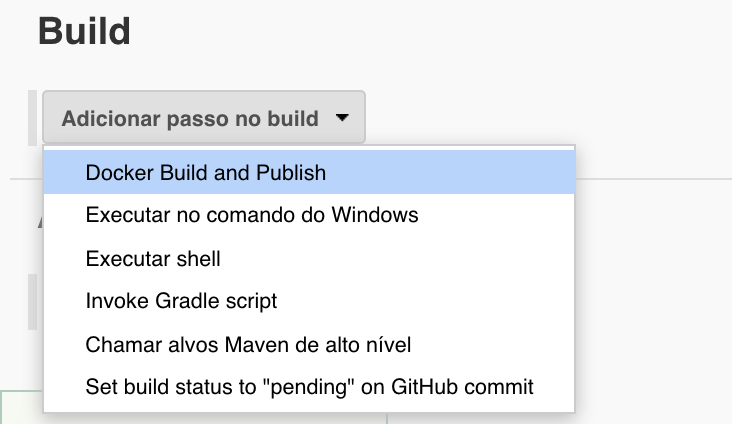 Build
Adicionar passo no build
Docker Build and Publish
Executar no comando do Windows
Executar shell
Invoke Gradle script
Chamar alvos Maven de alto nível
Set build status to "pending" on GitHub commit